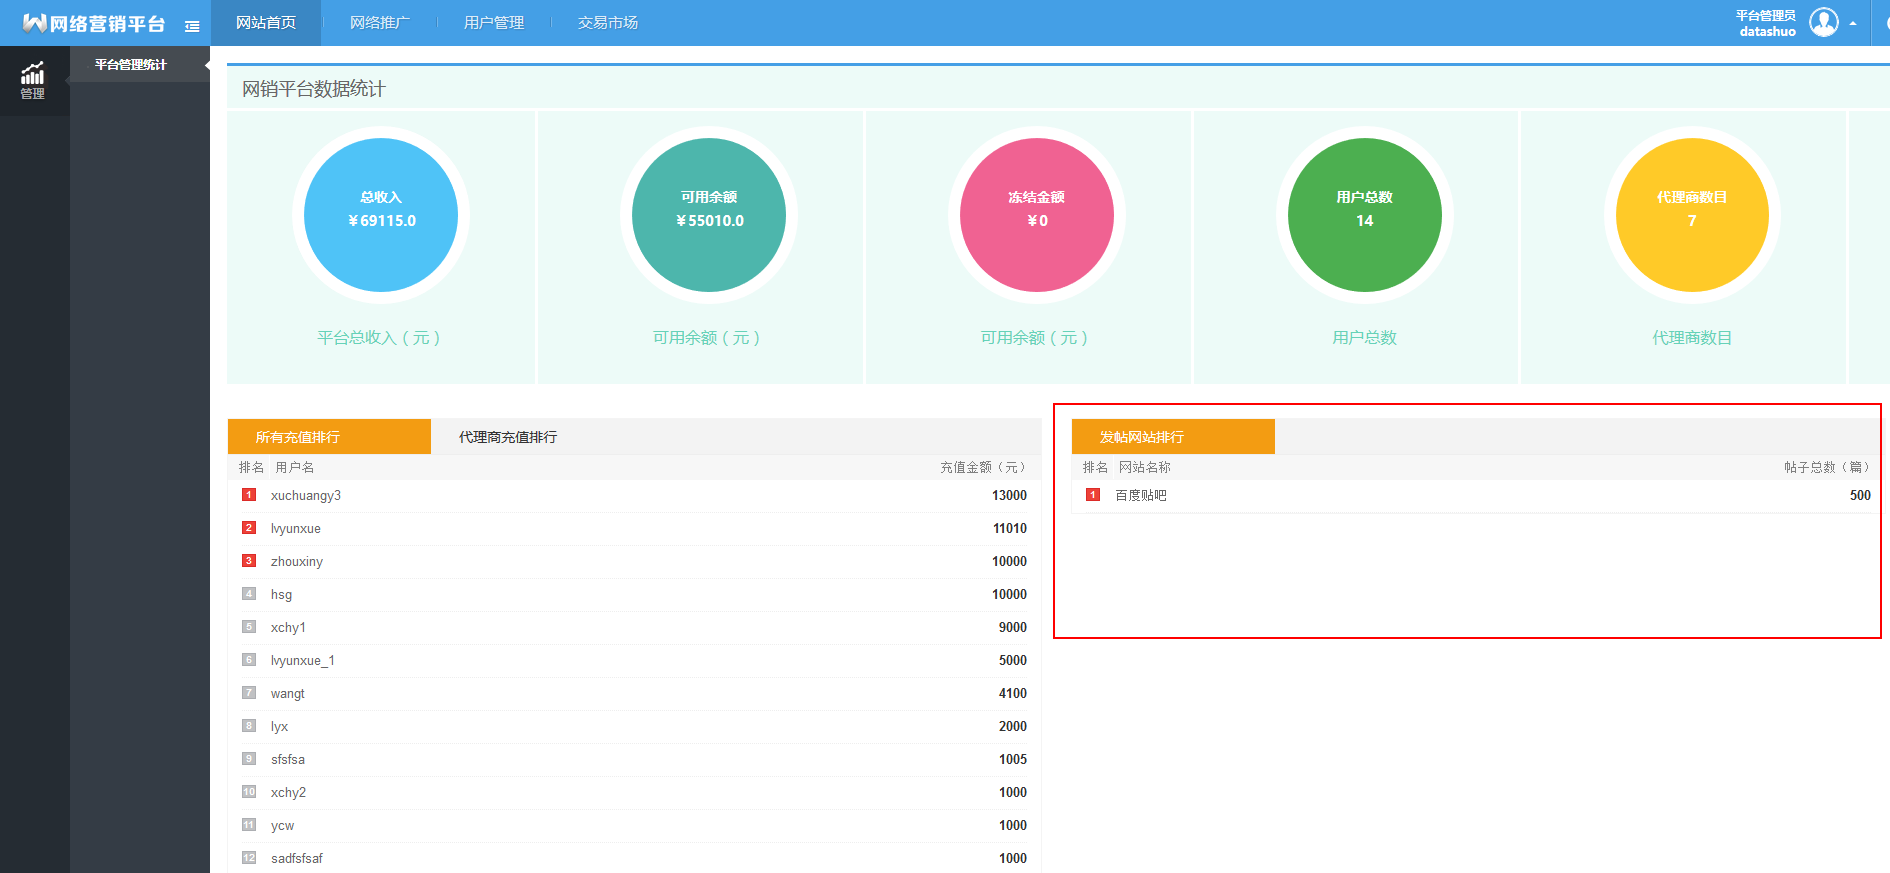 网络营销平台
网站首页
网络推广
用户管理
交易市场
平台管理员
datashuo
管理
平台管理统计
网销平台数据统计
总收入
¥69115.0
平台总收入（元）
可用余额
¥55010.0
可用余额（元）
冻结金额
¥0
可用余额（元）
用户总数
14
用户总数
代理商数目
7
代理商数目
所有充值排行 代理商充值排行
排名 用户名 充值金额（元）
1 xuchuangy3 13000
2 lvyunxue 11010
3 zhouxiny 10000
4 hsg 10000
5 xchy1 9000
6 lvyunxue_1 5000
7 wangt 4100
8 lyx 2000
9 sfsfsa 1005
10 xchy2 1000
11 ycw 1000
12 sadfsfsaf 1000
发帖网站排行
排名 网站名称 帖子总数（篇）
1 百度贴吧 500